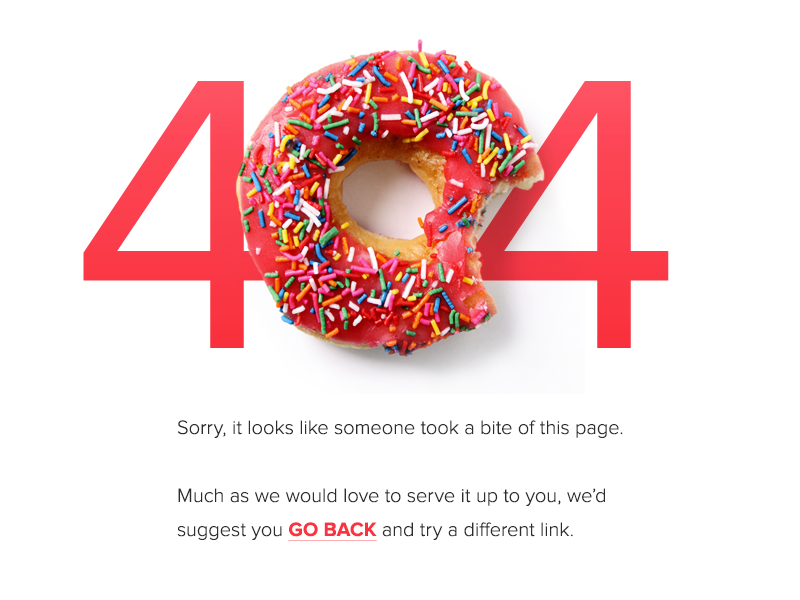 404
Sorry, it looks like someone took a bite of this page.
Much as we would love to serve it up to you, we’d
suggest you GO BACK and try a different link.